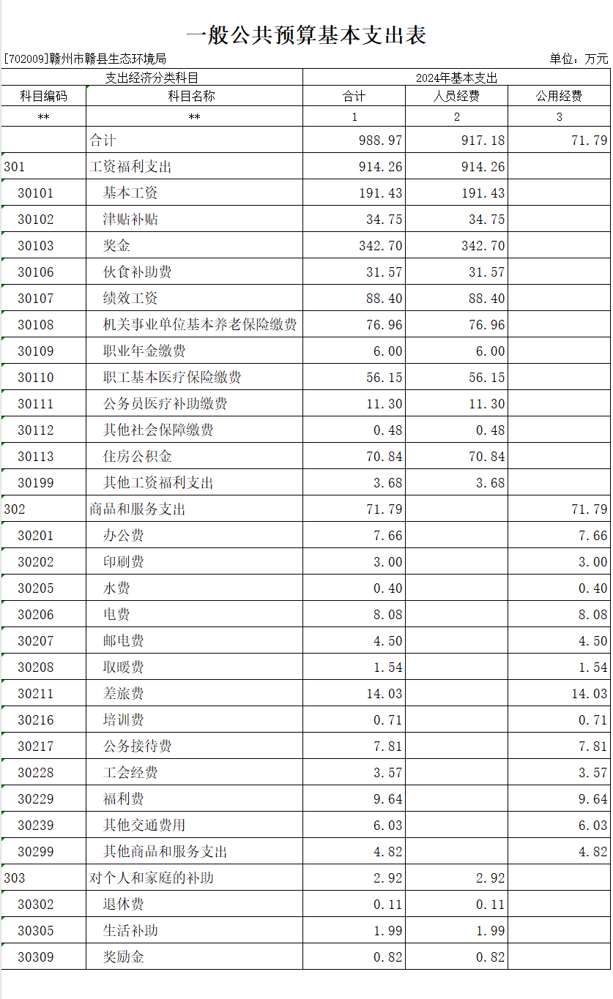 一般公共预算基本支出表
[702009]赣州市赣县生态环境局 单位：万元
支出经济分类科目 2024年基本支出
科目编码 科目名称 合计 人员经费 公用经费
** ** 1 2 3
合计 988.97 917.18 71.79
301 工资福利支出 914.26 914.26
30101 基本工资 191.43 191.43
30102 津贴补贴 34.75 34.75
30103 奖金 342.70 342.70
30106 伙食补助费 31.57 31.57
30107 绩效工资 88.40 88.40
30108 机关事业单位基本养老保险缴费 76.96 76.96
30109 职业年金缴费 6.00 6.00
30110 职工基本医疗保险缴费 56.15 56.15
30111 公务员医疗补助缴费 11.30 11.30
30112 其他社会保障缴费 0.48 0.48
30113 住房公积金 70.84 70.84
30199 其他工资福利支出 3.68 3.68
302 商品和服务支出 71.79 71.79
30201 办公费 7.66 7.66
30202 印刷费 3.00 3.00
30205 水费 0.40 0.40
30206 电费 8.08 8.08
30207 邮电费 4.50 4.50
30208 取暖费 1.54 1.54
30211 差旅费 14.03 14.03
30216 培训费 0.71 0.71
30217 公务接待费 7.81 7.81
30228 工会经费 3.57 3.57
30229 福利费 9.64 9.64
30239 其他交通费用 6.03 6.03
30299 其他商品和服务支出 4.82 4.82
303 对个人和家庭的补助 2.92 2.92
30302 退休费 0.11 0.11
30305 生活补助 1.99 1.99
30309 奖励金 0.82 0.82